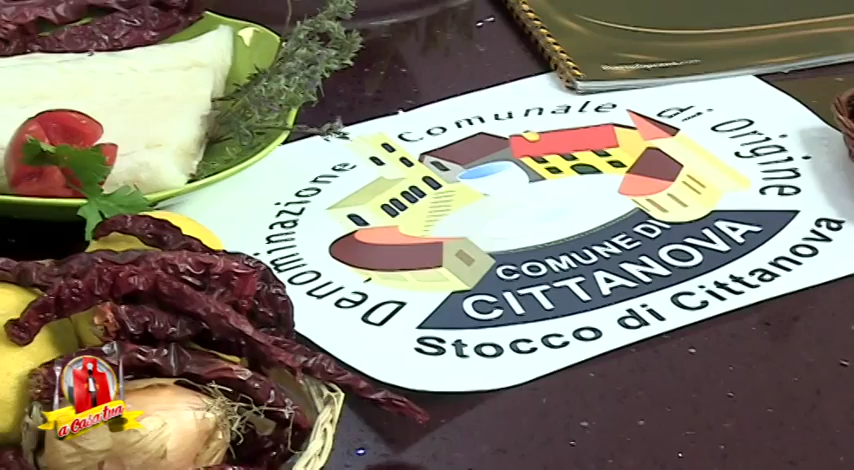 Denominazione Comunale di Origine
COMUNE DI
CITTANOVA
Stocco di Cittanova
a Casa tua